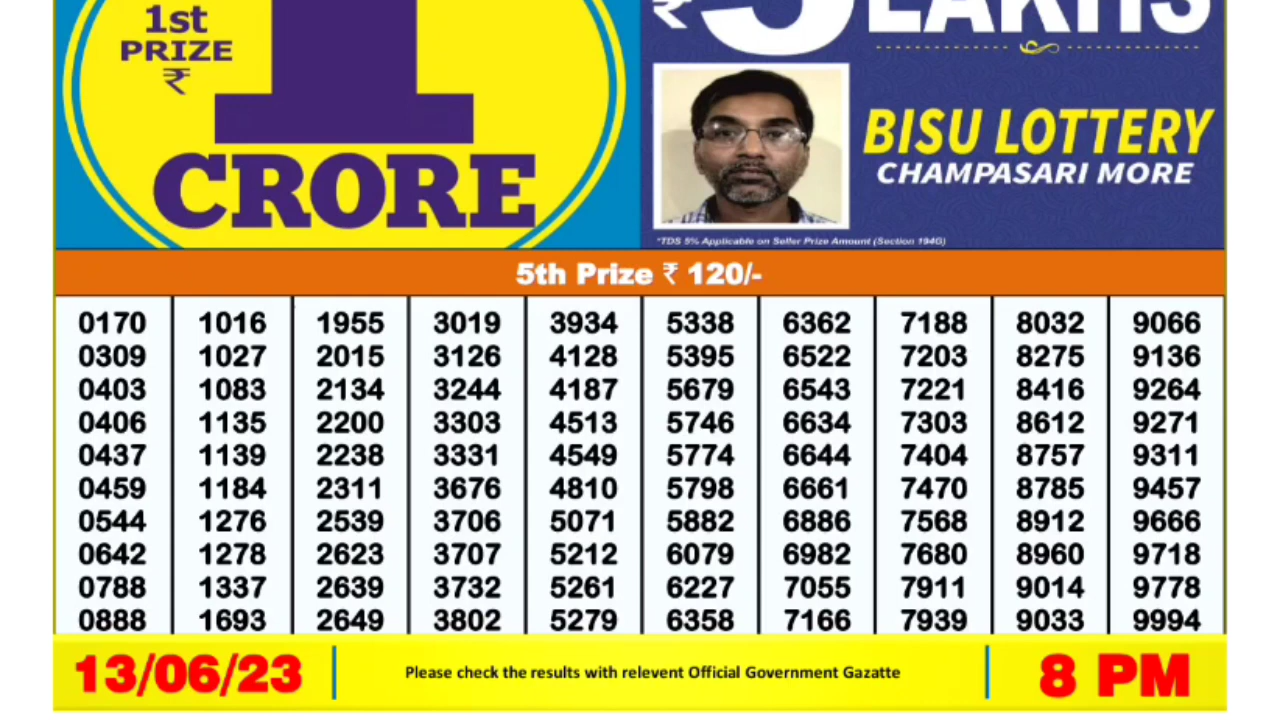 1st
PRIZE
₹
1
CRORE
₹ 5 LAKHS
BISU LOTTERY
CHAMPASARI MORE
*TDS 5% Applicable on Seller Prize Amount (Section 194G)
5th Prize ₹ 120/-
0170 1016 1955 3019 3934 5338 6362 7188 8032 9066
0309 1027 2015 3126 4128 5395 6522 7203 8275 9136
0403 1083 2134 3244 4187 5679 6543 7221 8416 9264
0406 1135 2200 3303 4513 5746 6634 7303 8612 9271
0437 1139 2238 3331 4549 5774 6644 7404 8757 9311
0459 1184 2311 3676 4810 5798 6661 7470 8785 9457
0544 1276 2539 3706 5071 5882 6886 7568 8912 9666
0642 1278 2623 3707 5212 6079 6982 7680 8960 9718
0788 1337 2639 3732 5261 6227 7055 7911 9014 9778
0888 1693 2649 3802 5279 6358 7166 7939 9033 9994
13/06/23
Please check the results with relevent Official Government Gazatte
8 PM